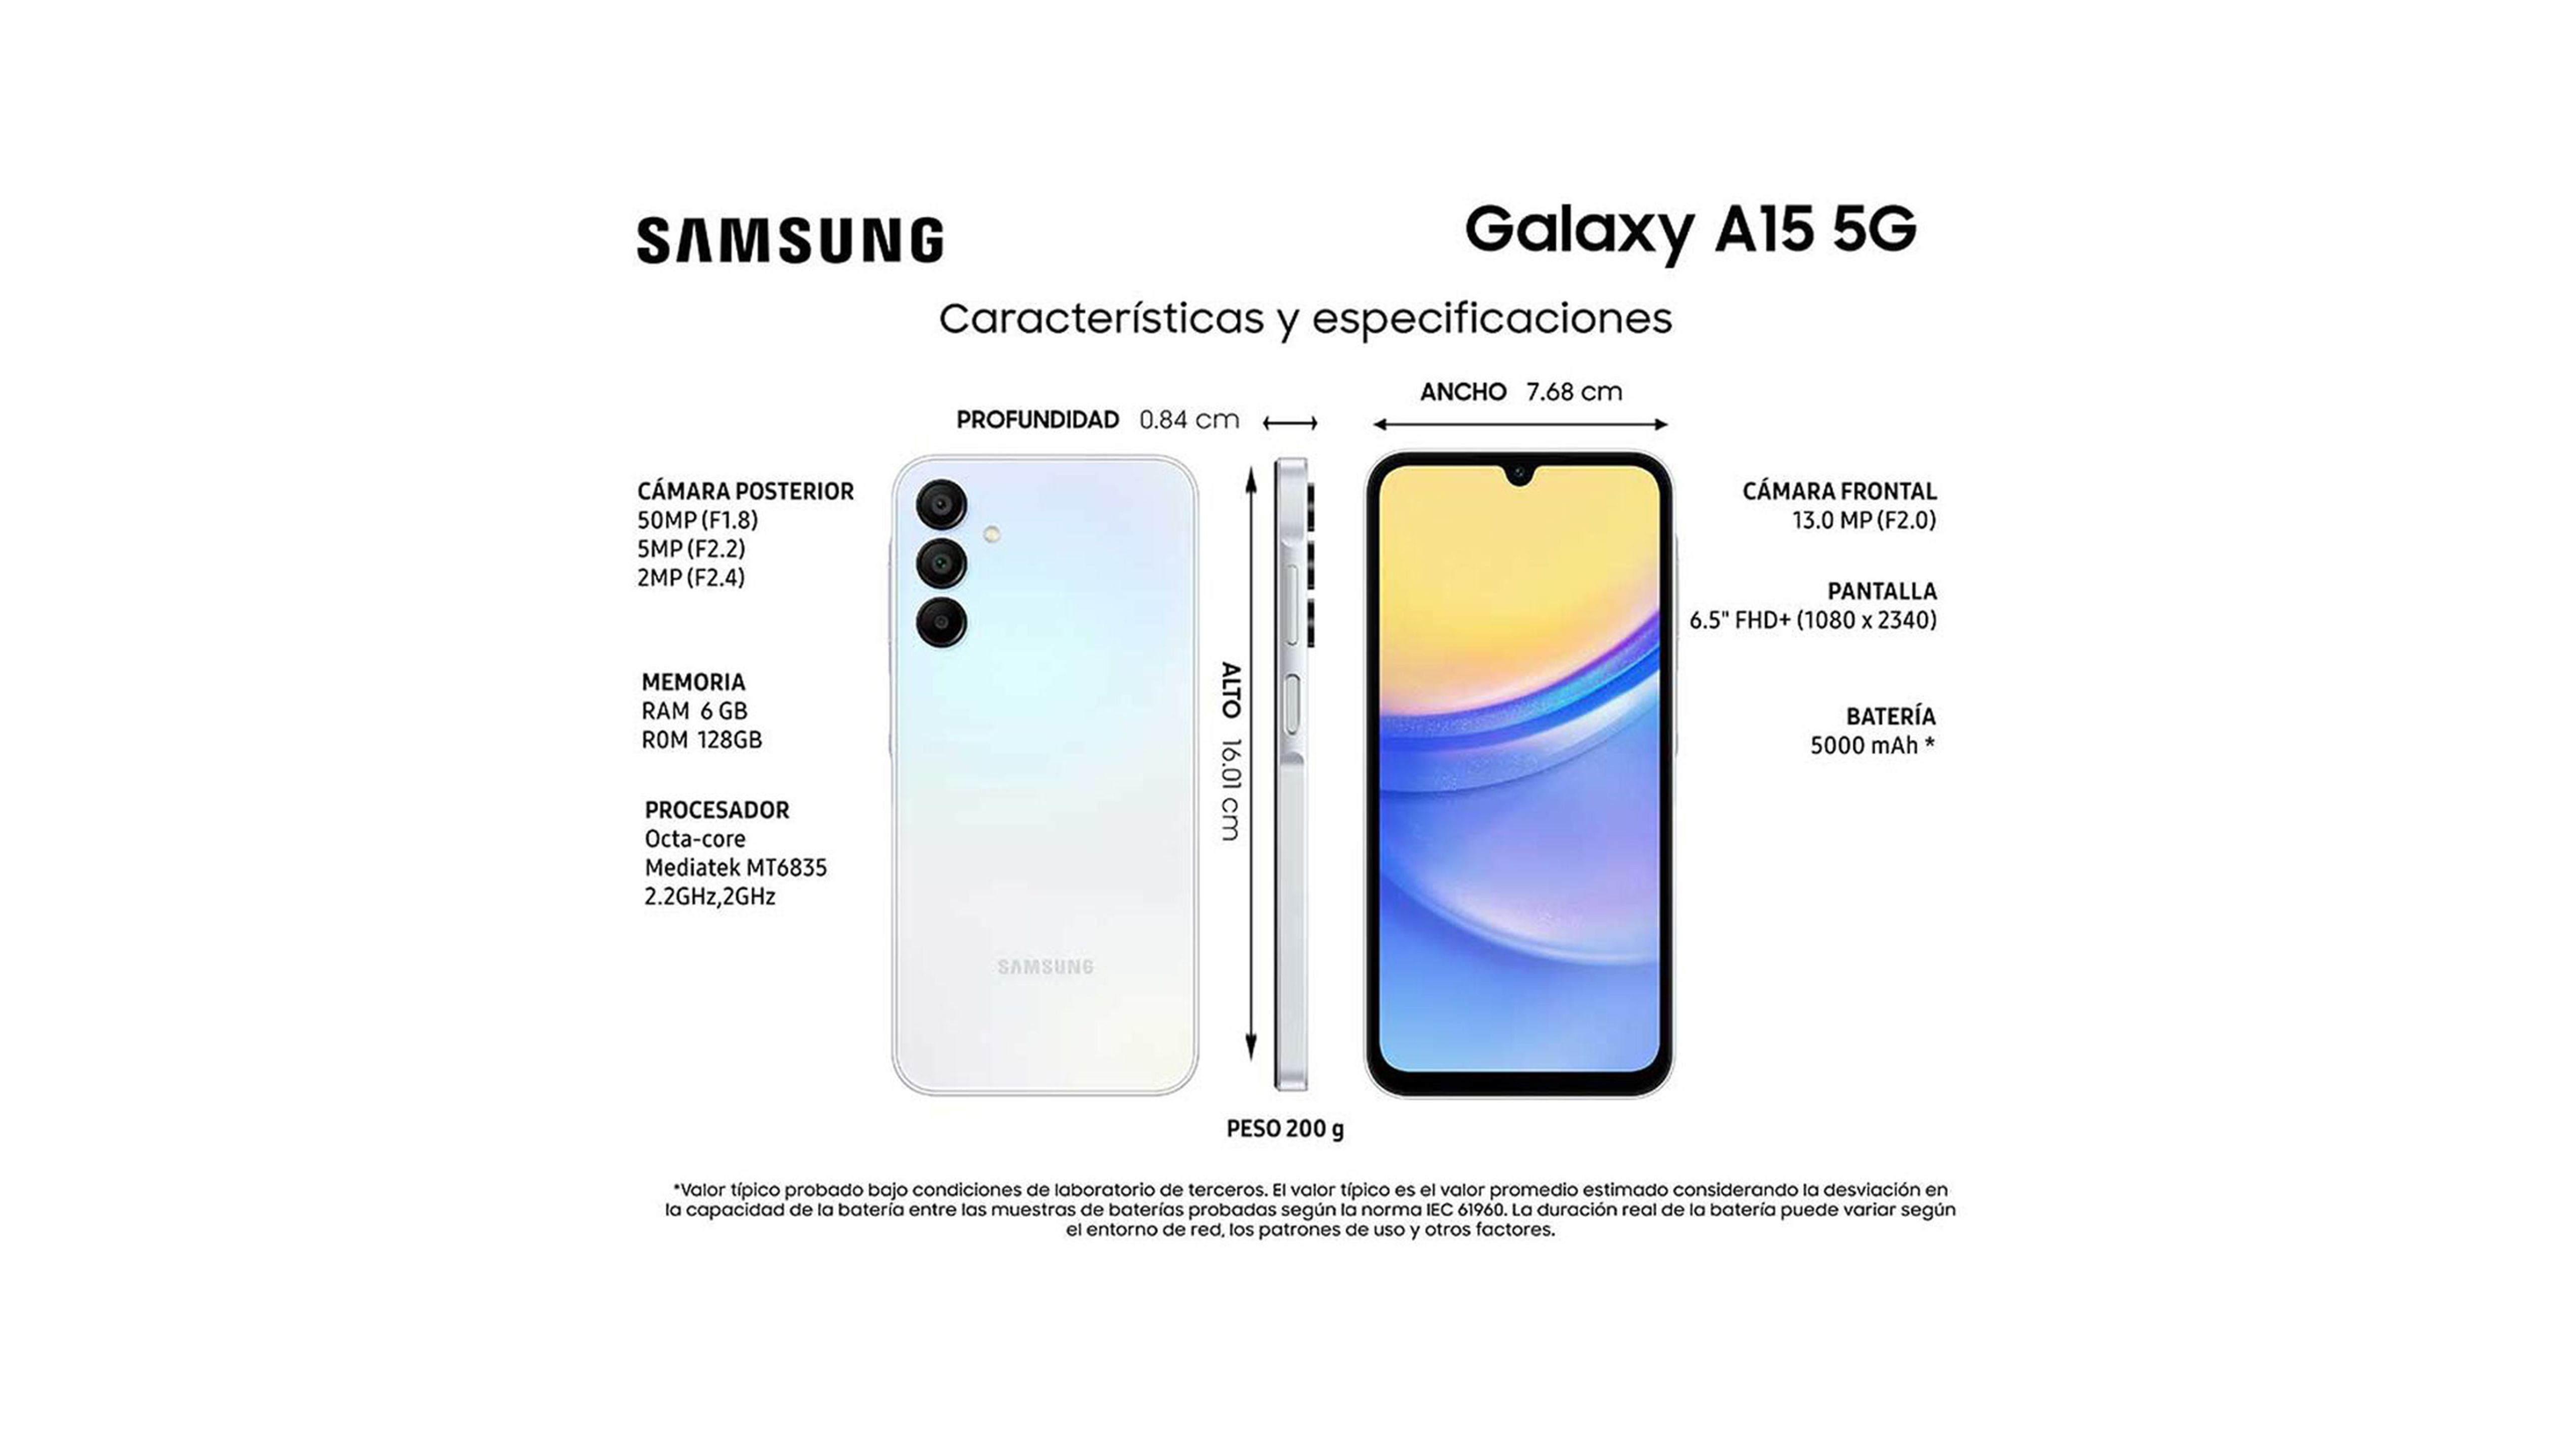 SAMSUNG
Galaxy A15 5G
Características y especificaciones
PROFUNDIDAD 0.84 cm
ANCHO 7.68 cm
CÁMARA POSTERIOR
50MP (F1.8)
5MP (F2.2)
2MP (F2.4)
MEMORIA
RAM 6 GB
ROM 128GB
PROCESADOR
Octa-core
Mediatek MT6835
2.2GHz,2GHz
SAMSUNG
ALTO 16.01 cm
CÁMARA FRONTAL
13.0 MP (F2.0)
PANTALLA
6.5" FHD+ (1080 x 2340)
BATERÍA
5000 mAh *
PESO 200 g
*Valor típico probado bajo condiciones de laboratorio de terceros. El valor típico es el valor promedio estimado considerando la desviación en
la capacidad de la batería entre las muestras de baterías probadas según la norma IEC 61960. La duración real de la batería puede variar según
el entorno de red, los patrones de uso y otros factores.